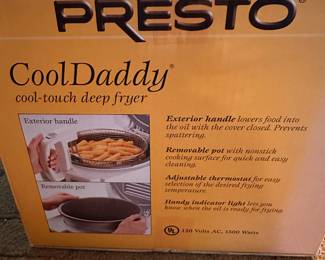 PRESTO®
CoolDaddy®
cool-touch deep fryer
Exterior handle
Removable pot
Exterior handle lowers food into
the oil with the cover closed. Prevents
spattering.
Removable pot with nonstick
cooking surface for quick and easy
cleaning.
Adjustable thermostat for easy
selection of the desired frying
temperature.
Handy indicator light lets you
know when the oil is ready for frying.
UL 120 Volts AC, 1500 Watts